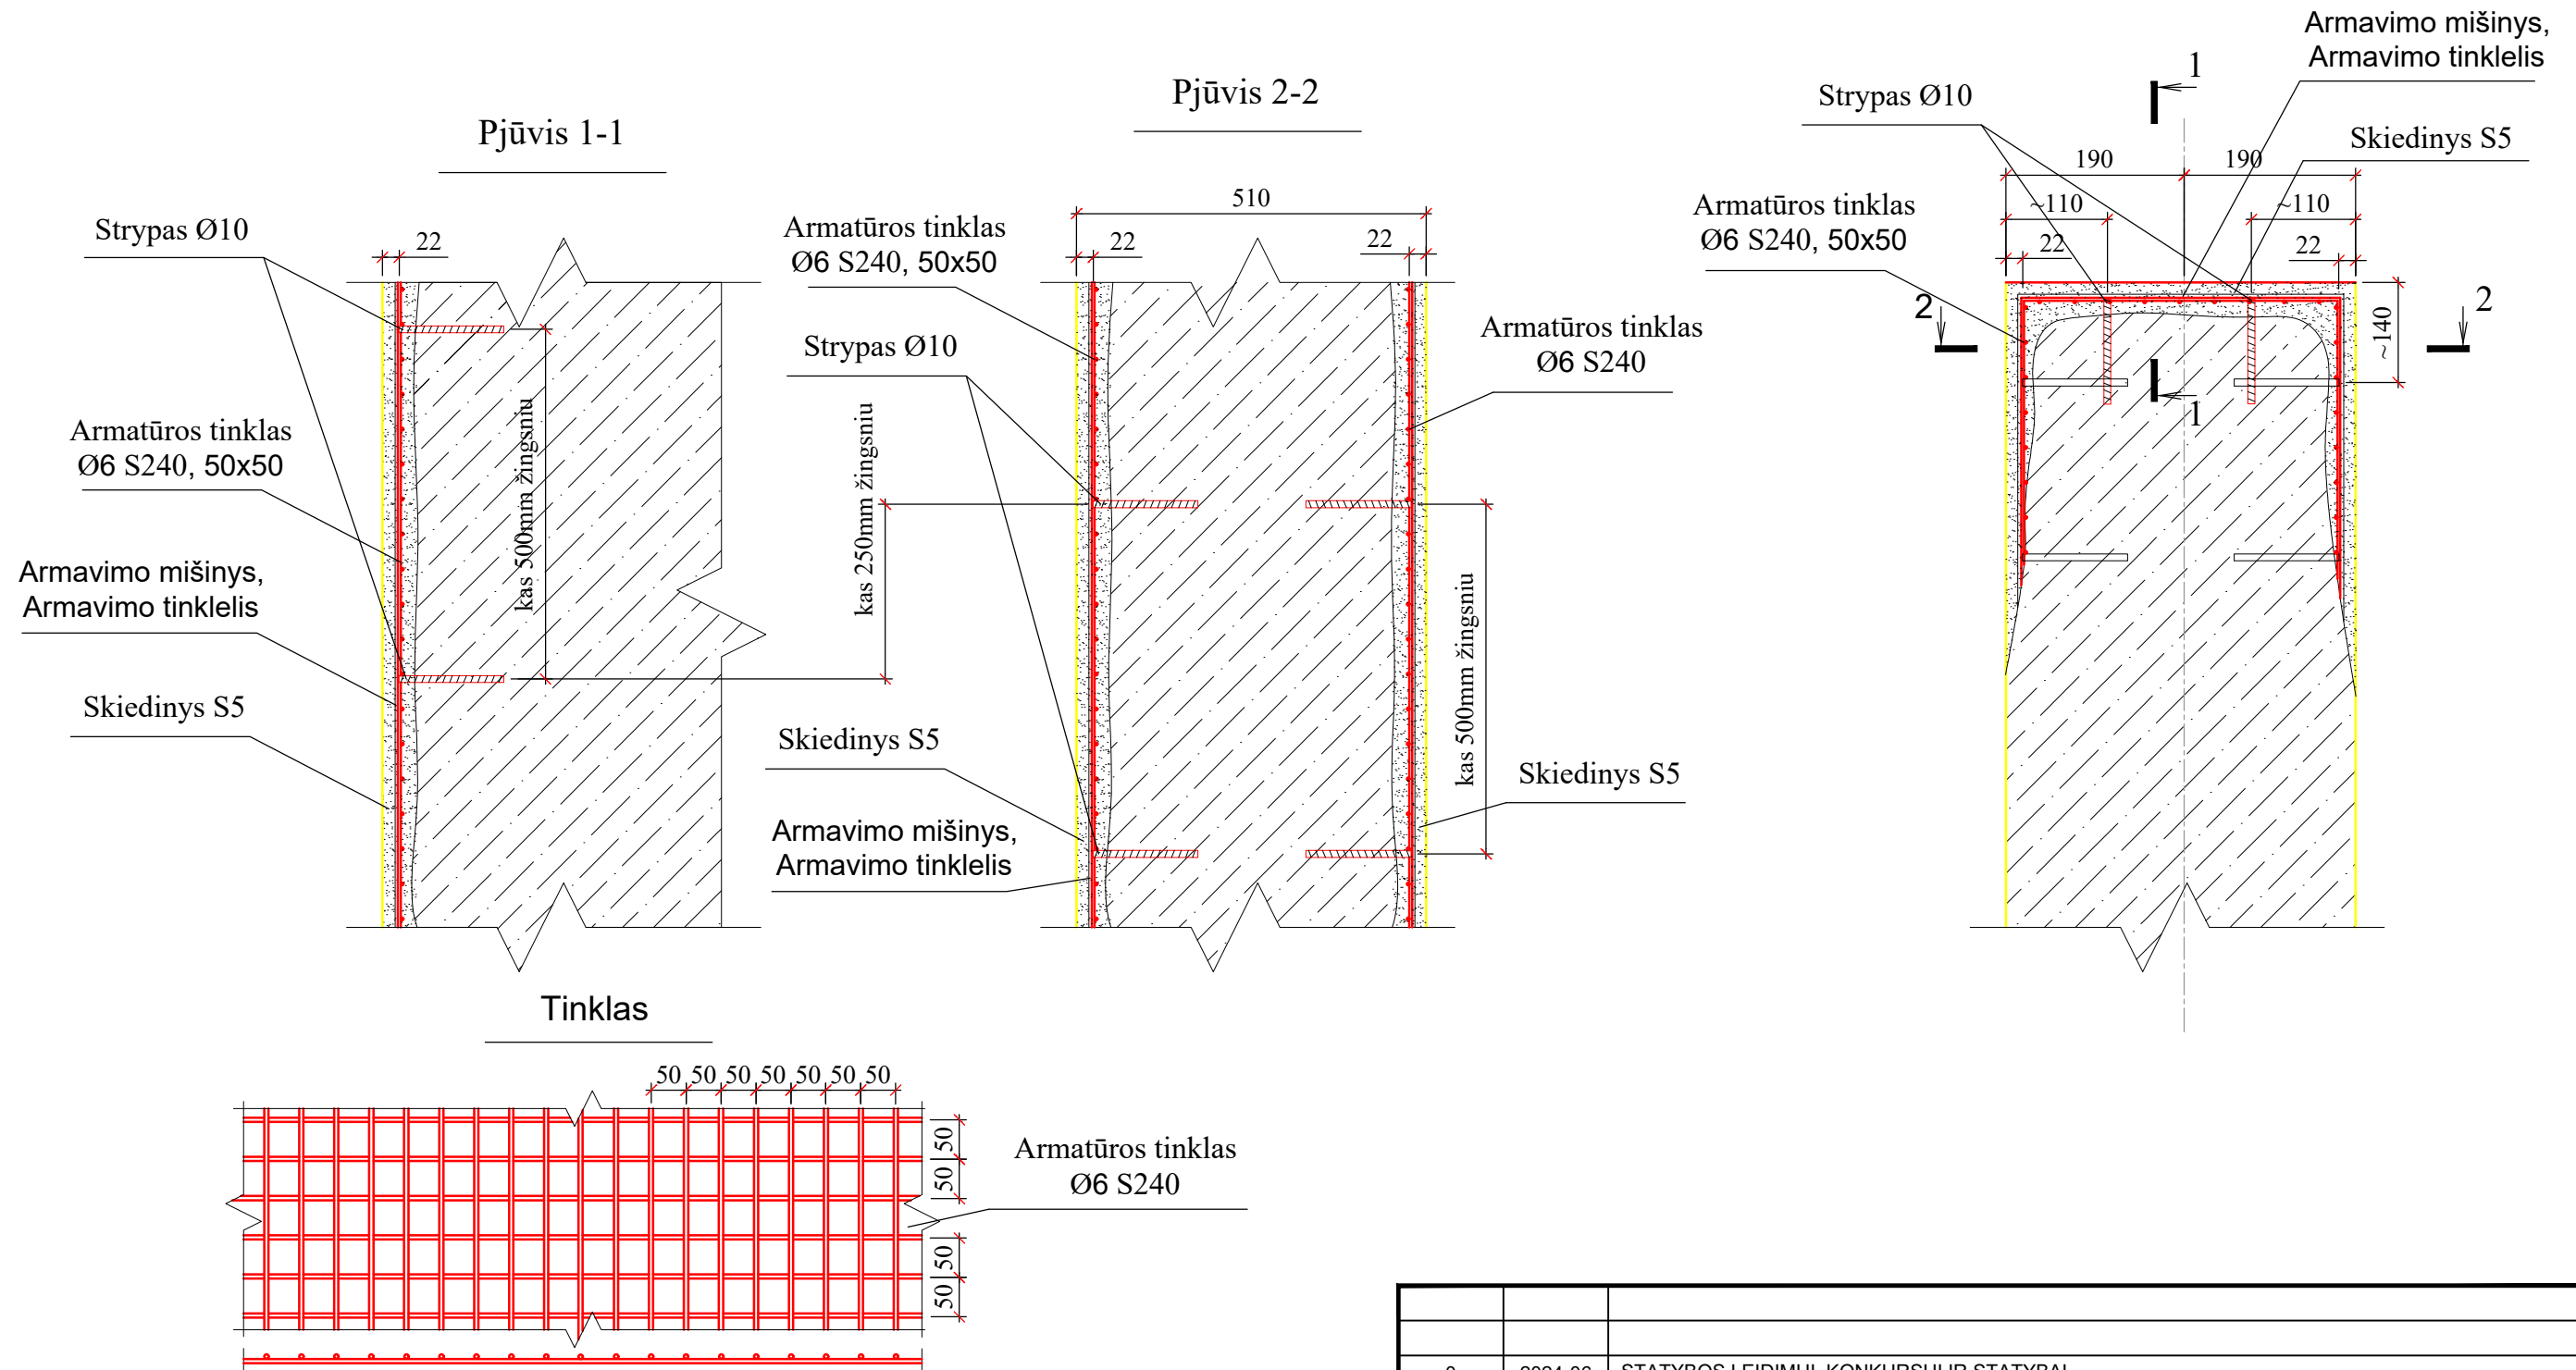 Pjūvis 1-1
Strypas Ø10
22
Armatūros tinklas
Ø6 S240, 50x50
kas 500mm žingsniu
Armavimo mišinys,
Armavimo tinklelis
Skiedinys S5
Pjūvis 2-2
510
22
22
Armatūros tinklas
Ø6 S240, 50x50
Strypas Ø10
Armatūros tinklas
Ø6 S240
kas 250mm žingsniu
kas 500mm žingsniu
Skiedinys S5
Skiedinys S5
Armavimo mišinys,
Armavimo tinklelis
Armavimo mišinys,
Armavimo tinklelis
1
Strypas Ø10
Skiedinys S5
190
190
Armatūros tinklas
Ø6 S240, 50x50
~110
~110
22
22
2
2
~140
1
Tinklas
50 50 50 50 50 50 50
50
50
50
50
Armatūros tinklas
Ø6 S240